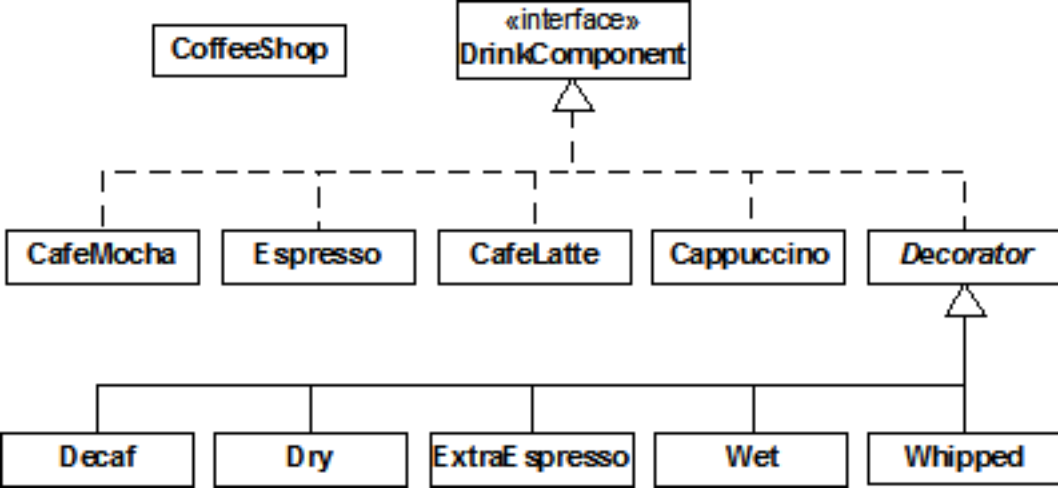 CoffeeShop
«interface»
DrinkComponent
CafeMocha
Espresso
CafeLatte
Cappuccino
Decorator
Decaf
Dry
ExtraEspresso
Wet
Whipped